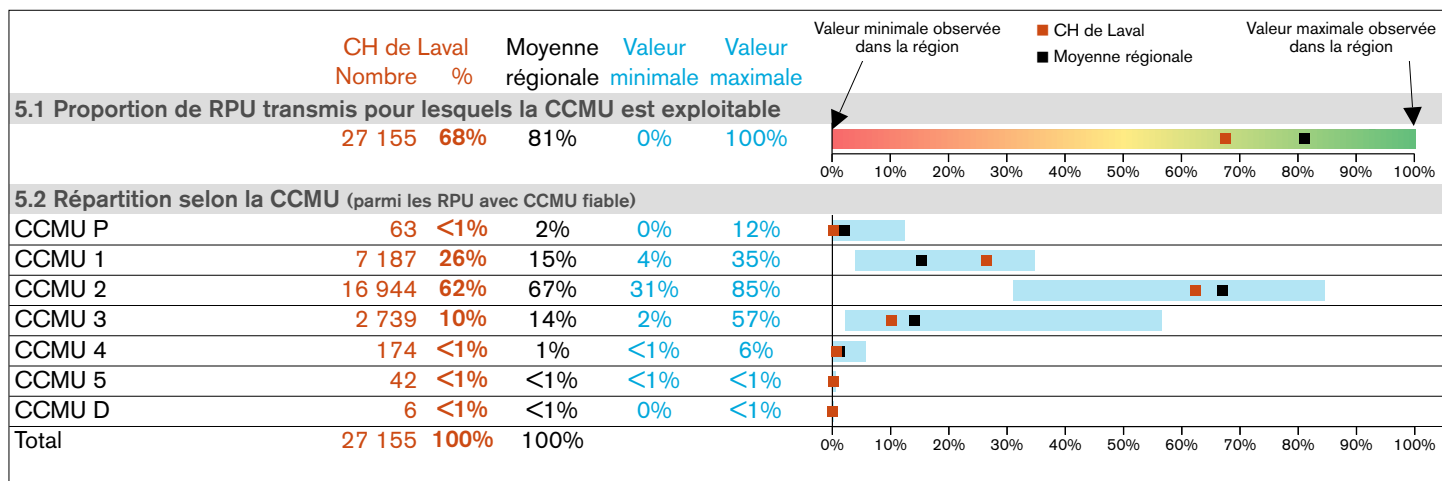 CH de Laval Moyenne Valeur Valeur
Nombre % régionale minimale maximale
Valeur minimale observée
dans la région
CH de Laval
Moyenne régionale
Valeur maximale observée
dans la région
5.1 Proportion de RPU transmis pour lesquels la CCMU est exploitable
27 155 68% 81% 0% 100%
0% 10% 20% 30% 40% 50% 60% 70% 80% 90% 100%
5.2 Répartition selon la CCMU (parmi les RPU avec CCMU fiable)
CCMU P 63 <1% 2% 0% 12%
CCMU 1 7 187 26% 15% 4% 35%
CCMU 2 16 944 62% 67% 31% 85%
CCMU 3 2 739 10% 14% 2% 57%
CCMU 4 174 <1% 1% <1% 6%
CCMU 5 42 <1% <1% <1% <1%
CCMU D 6 <1% <1% 0% <1%
Total 27 155 100% 100%
0% 10% 20% 30% 40% 50% 60% 70% 80% 90% 100%